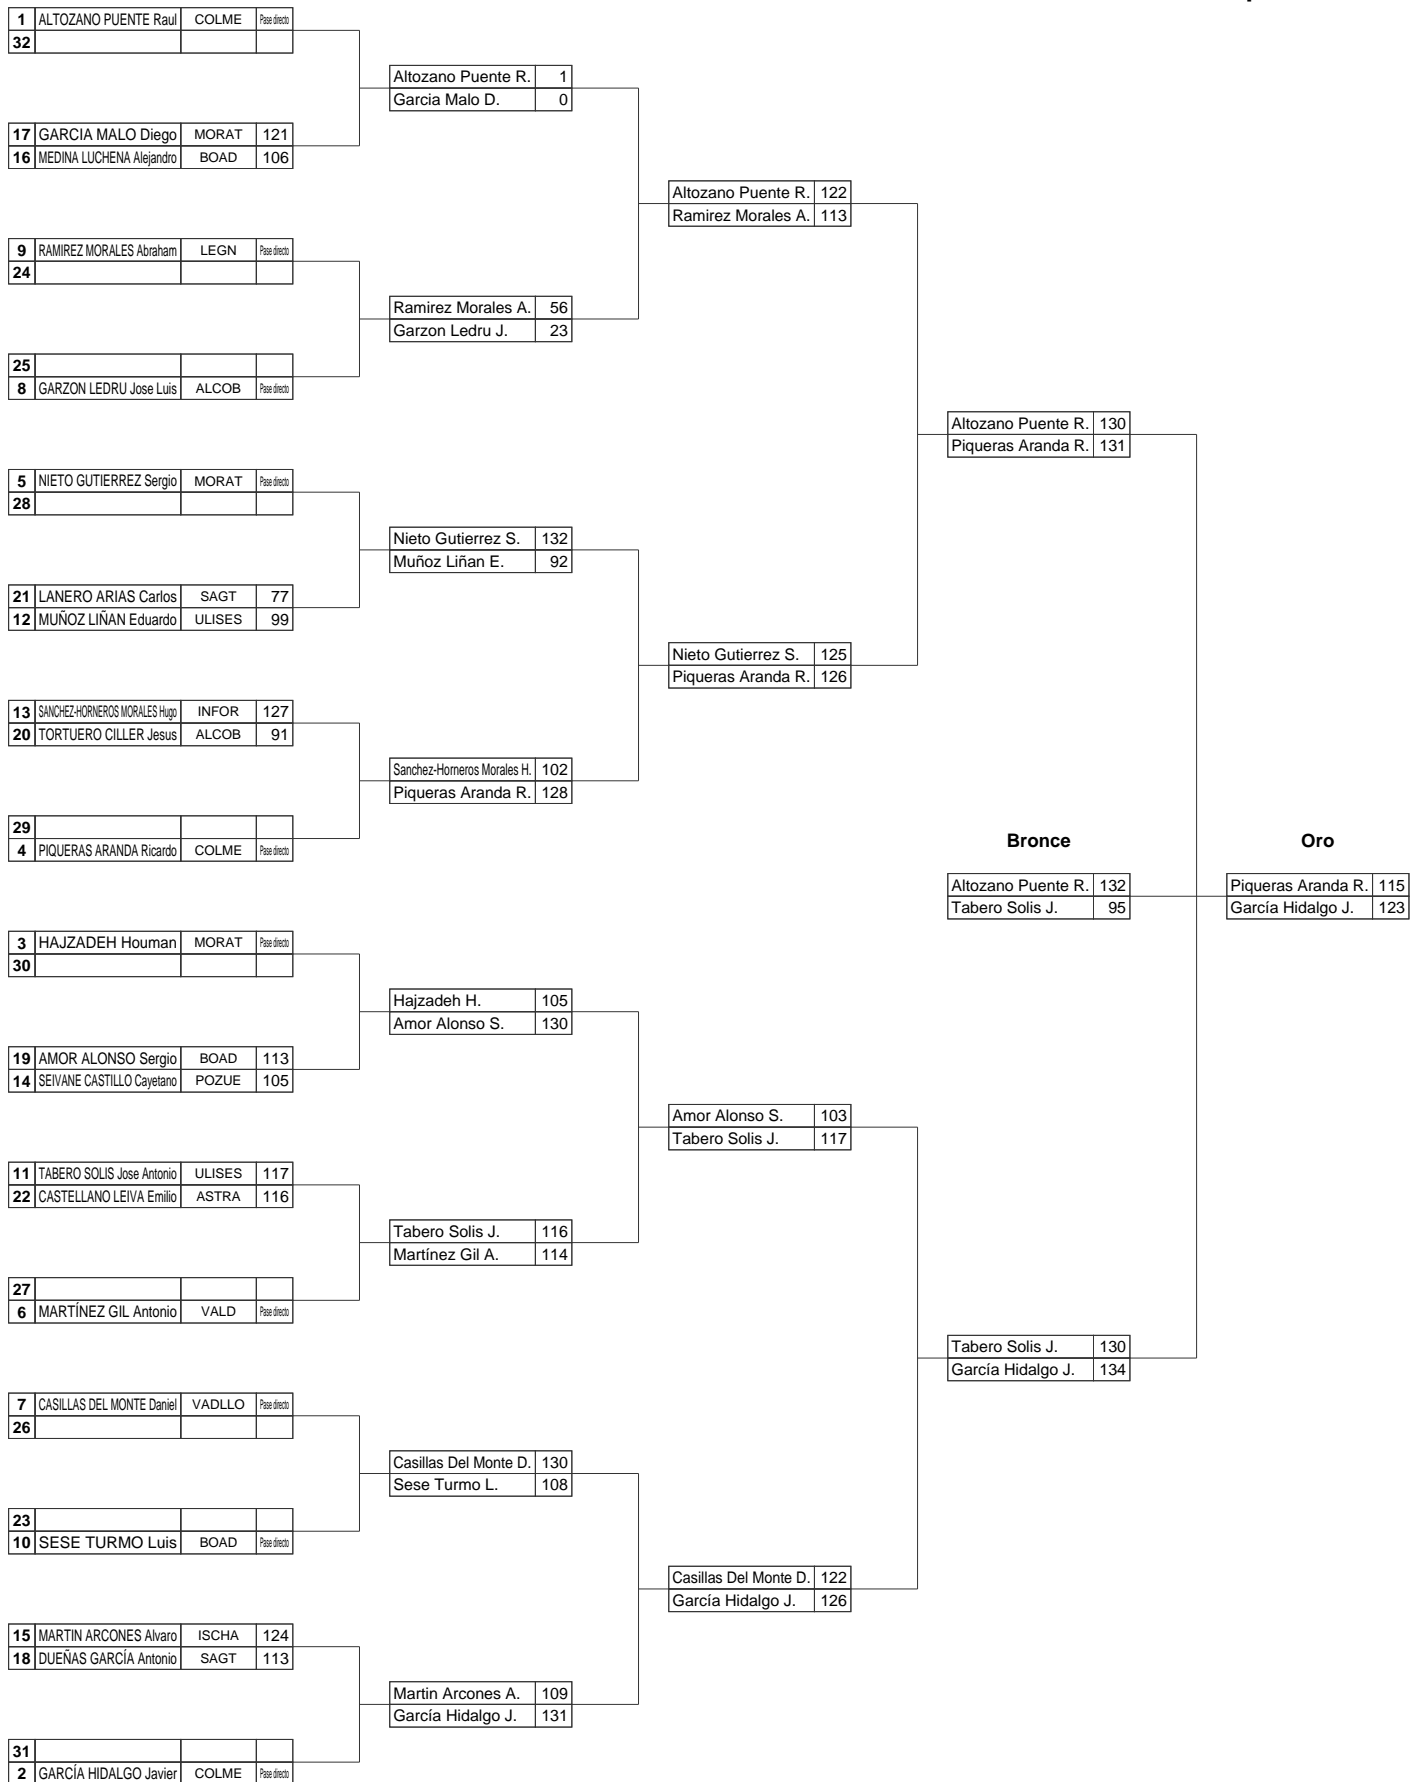 1 ALTOZANO PUENTE Raul COLME Pase directo
32
Altozano Puente R. 1
Garcia Malo D. 0
17 GARCIA MALO Diego MORAT 121
16 MEDINA LUCHENA Alejandro BOAD 106
Altozano Puente R. 122
Ramirez Morales A. 113
9 RAMIREZ MORALES Abraham LEGN Pase directo
24
Ramirez Morales A. 56
Garzon Ledru J. 23
25
8 GARZON LEDRU Jose Luis ALCOB Pase directo
Altozano Puente R. 130
Piqueras Aranda R. 131
5 NIETO GUTIERREZ Sergio MORAT Pase directo
28
Nieto Gutierrez S. 132
Muñoz Liñan E. 92
21 LANERO ARIAS Carlos SAGT 77
12 MUÑOZ LIÑAN Eduardo ULISES 99
Nieto Gutierrez S. 125
Piqueras Aranda R. 126
13 SANCHEZ-HORNEROS MORALES Hugo INFOR 127
20 TORTUERO CILLER Jesus ALCOB 91
Sanchez-Horneros Morales H. 102
Piqueras Aranda R. 128
29
4 PIQUERAS ARANDA Ricardo COLME Pase directo
Bronce Oro
Altozano Puente R. 132 Piqueras Aranda R. 115
Tabero Solis J. 95 García Hidalgo J. 123
3 HAJZADEH Houman MORAT Pase directo
30
Hajzadeh H. 105
Amor Alonso S. 130
19 AMOR ALONSO Sergio BOAD 113
14 SEIVANE CASTILLO Cayetano POZUE 105
Amor Alonso S. 103
Tabero Solis J. 117
11 TABERO SOLIS Jose Antonio ULISES 117
22 CASTELLANO LEIVA Emilio ASTRA 116
Tabero Solis J. 116
Martínez Gil A. 114
27
6 MARTÍNEZ GIL Antonio VALD Pase directo
Tabero Solis J. 130
García Hidalgo J. 134
7 CASILLAS DEL MONTE Daniel VADLLO Pase directo
26
Casillas Del Monte D. 130
Sese Turmo L. 108
23
10 SESE TURMO Luis BOAD Pase directo
Casillas Del Monte D. 122
García Hidalgo J. 126
15 MARTIN ARCONES Alvaro ISCHA 124
18 DUEÑAS GARCÍA Antonio SAGT 113
Martin Arcones A. 109
García Hidalgo J. 131
31
2 GARCÍA HIDALGO Javier COLME Pase directo